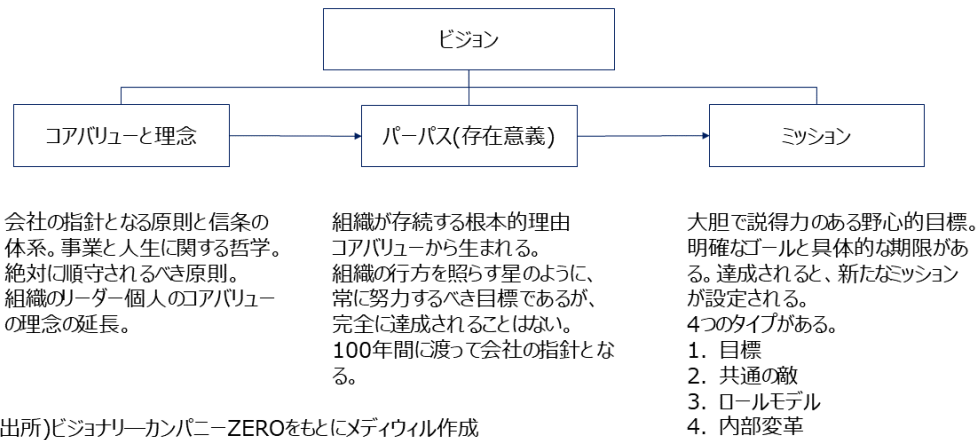 ビジョン
コアバリューと理念
パーパス(存在意義)
ミッション
会社の指針となる原則と信条の
体系。事業と人生に関する哲学。
絶対に順守されるべき原則。
組織のリーダー個人のコアバリュー
の理念の延長。
組織が存続する根本的理由
コアバリューから生まれる。
組織の行方を照らす星のように、
常に努力するべき目標であるが、
完全に達成されることはない。
100年間に渡って会社の指針とな
る。
大胆で説得力のある野心的目標。
明確なゴールと具体的な期限があ
る。達成されると、新たなミッション
が設定される。
4つのタイプがある。
1. 目標
2. 共通の敵
3. ロールモデル
4. 内部変革
出所)ビジョナリ―カンパニーZEROをもとにメディウィル作成